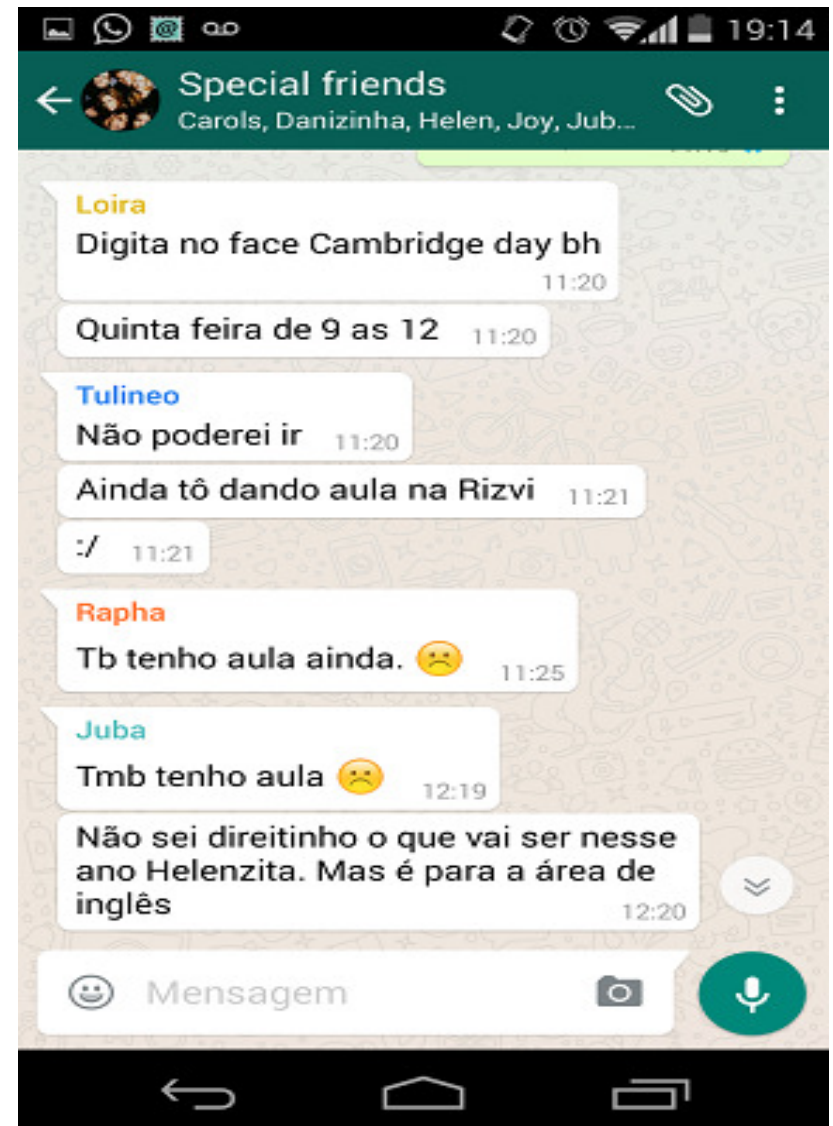 19:14
Special friends
Carols, Danizinha, Helen, Joy, Jub...
Loira
Digita no face Cambridge day bh
11:20
Quinta feira de 9 as 12 11:20
Tulineo
Não poderei ir 11:20
Ainda tô dando aula na Rizvi 11:21
:/ 11:21
Rapha
Tb tenho aula ainda. ☹️ 11:25
Juba
Tmb tenho aula ☹️ 12:19
Não sei direitinho o que vai ser nesse
ano Helenzita. Mas é para a área de
inglês 12:20
Mensagem